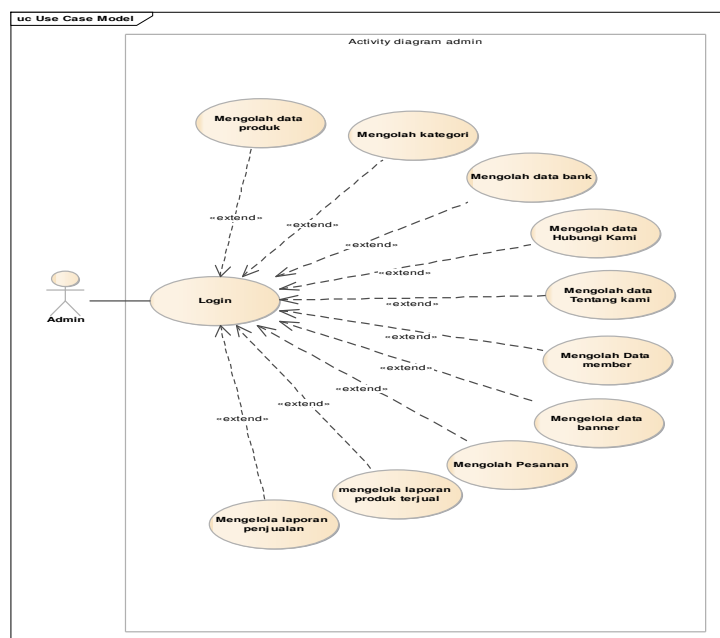 uc Use Case Model
Activity diagram admin
Mengolah data
produk
Mengolah kategori
Mengolah data bank
Mengolah data
Hubungi Kami
Mengolah data
Tentang kami
Mengolah Data
member
Mengelola data
banner
Mengolah Pesanan
mengelola laporan
produk terjual
Mengelola laporan
penjualan
Login
Admin
«extend»
«extend»
«extend»
«extend»
«extend»
«extend»
«extend»
«extend»
«extend»
«extend»